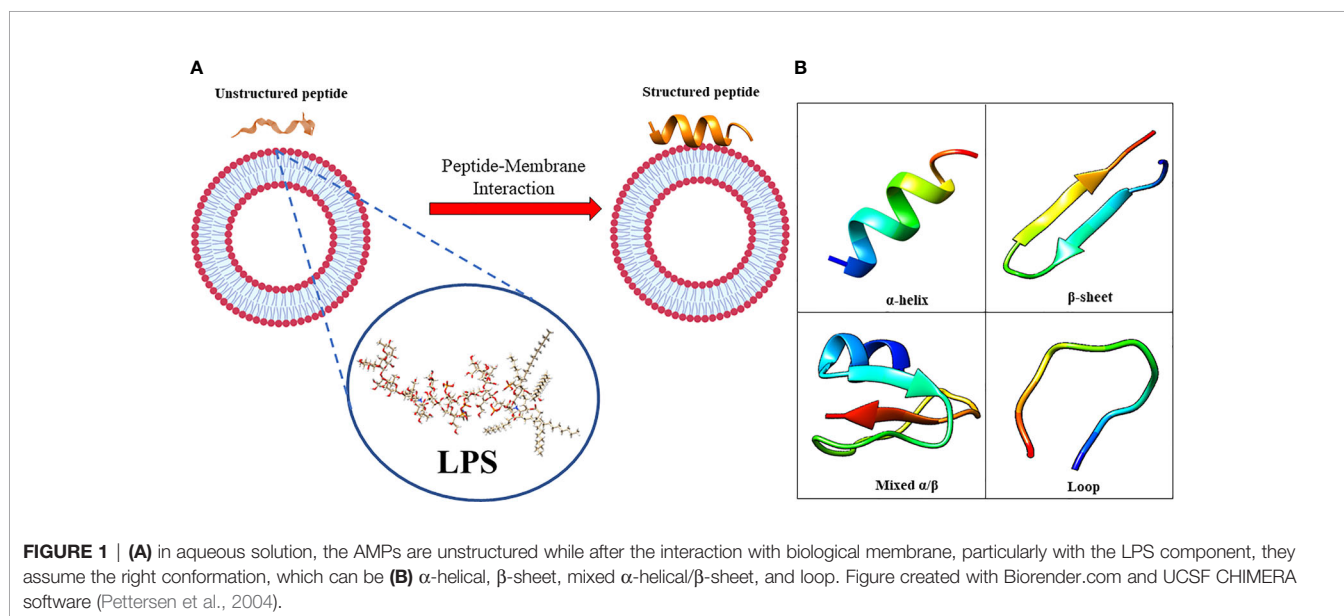 A
B
Unstructured peptide
Structured peptide
Peptide-Membrane
Interaction
LPS
α-helix
β-sheet
Mixed α/β
Loop
FIGURE 1 | (A) in aqueous solution, the AMPs are unstructured while after the interaction with biological membrane, particularly with the LPS component, they
assume the right conformation, which can be (B) α-helical, β-sheet, mixed α-helical/β-sheet, and loop. Figure created with Biorender.com and UCSF CHIMERA
software (Pettersen et al., 2004).